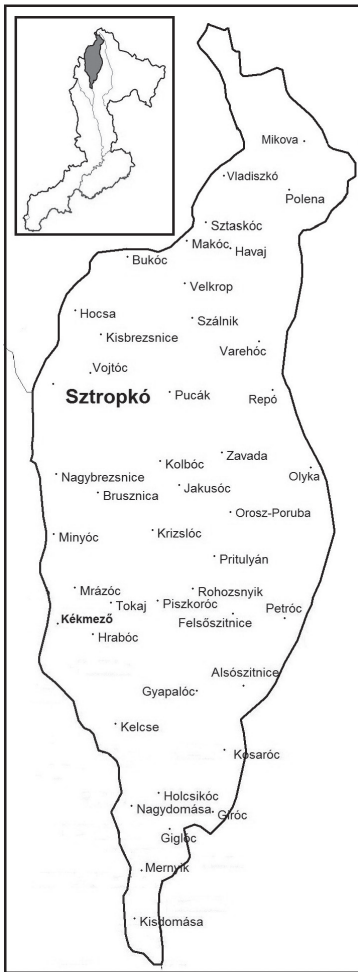 Mikova
Vladiszkó
Polena
Sztaskóc
Makóc
Havaj
Bukóc
Velkrop
Hocsa
Szálnik
Kisbrezsnice
Varehóc
Vojtóc
Sztropkó
Pucák
Repó
Zavada
Kolbóc
Olyka
Nagybrezsnice
Jakusóc
Brusznica
Orosz-Poruba
Krizslóc
Minyóc
Pritulyán
Mrázóc
Rohozsnyik
Tokaj
Piszkoróc
Petróc
Kékmező
Felsőszitnice
Hrabóc
Alsószitnice
Gyapalóc
Kelcse
Kosaróc
Holcsikóc
Nagydomása
Giróc
Giglóc
Mernyik
Kisdomása